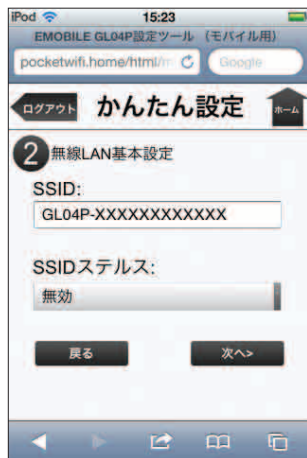 iPod 15:23
EMOBILE GL04P設定ツール （モバイル用）
pocketwifi.home/html/m Google
ログアウト かんたん設定 ホーム
2 無線LAN基本設定
SSID:
GL04P-XXXXXXXXXXXX
SSIDステルス:
無効
戻る 次へ>